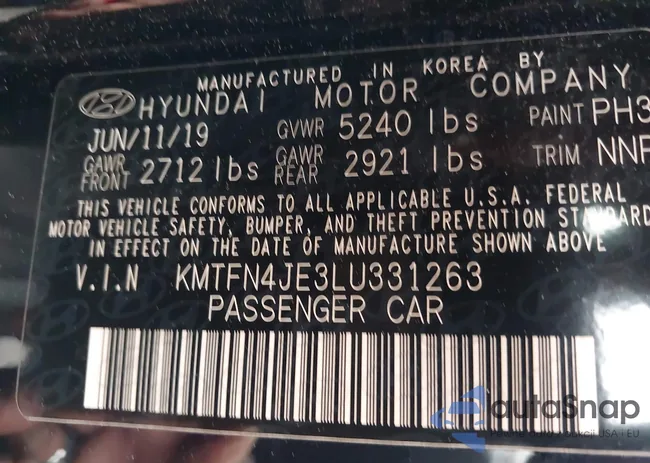 MANUFACTURED IN KOREA BY
HYUNDAI MOTOR COMPANY
JUN/11/19 GVWR 5240 lbs PAINT PH3
GAWR FRONT 2712 lbs GAWR REAR 2921 lbs TRIM NNF
THIS VEHICLE CONFORMS TO ALL APPLICABLE U.S.A. FEDERAL
MOTOR VEHICLE SAFETY, BUMPER, AND THEFT PREVENTION STANDARD
IN EFFECT ON THE DATE OF MANUFACTURE SHOWN ABOVE
V.I.N KMTFN4JE3LU331263
PASSENGER CAR
autoSnap
USA - EU